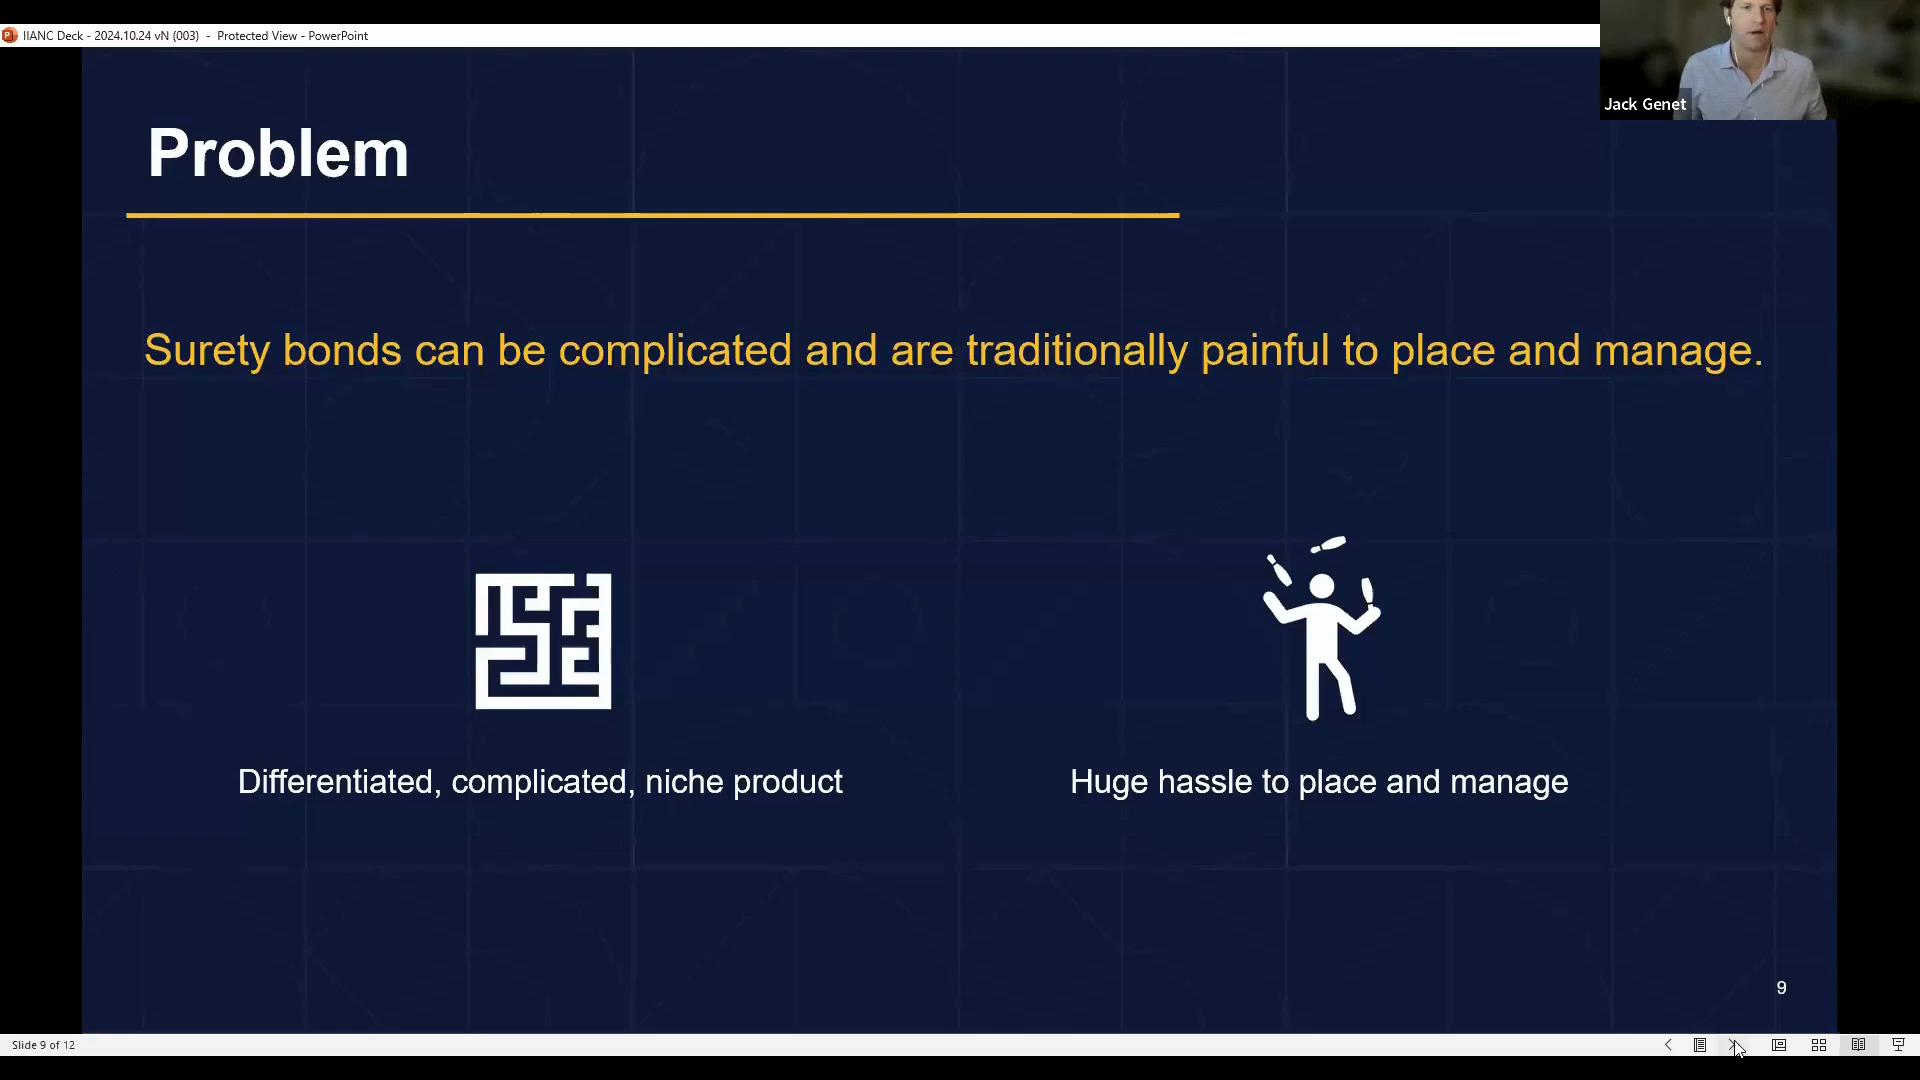 IIANC Deck - 2024.10.24 vN (003) - Protected View - PowerPoint
Jack Genet
Problem
Surety bonds can be complicated and are traditionally painful to place and manage.
Differentiated, complicated, niche product
Huge hassle to place and manage
9
Slide 9 of 12